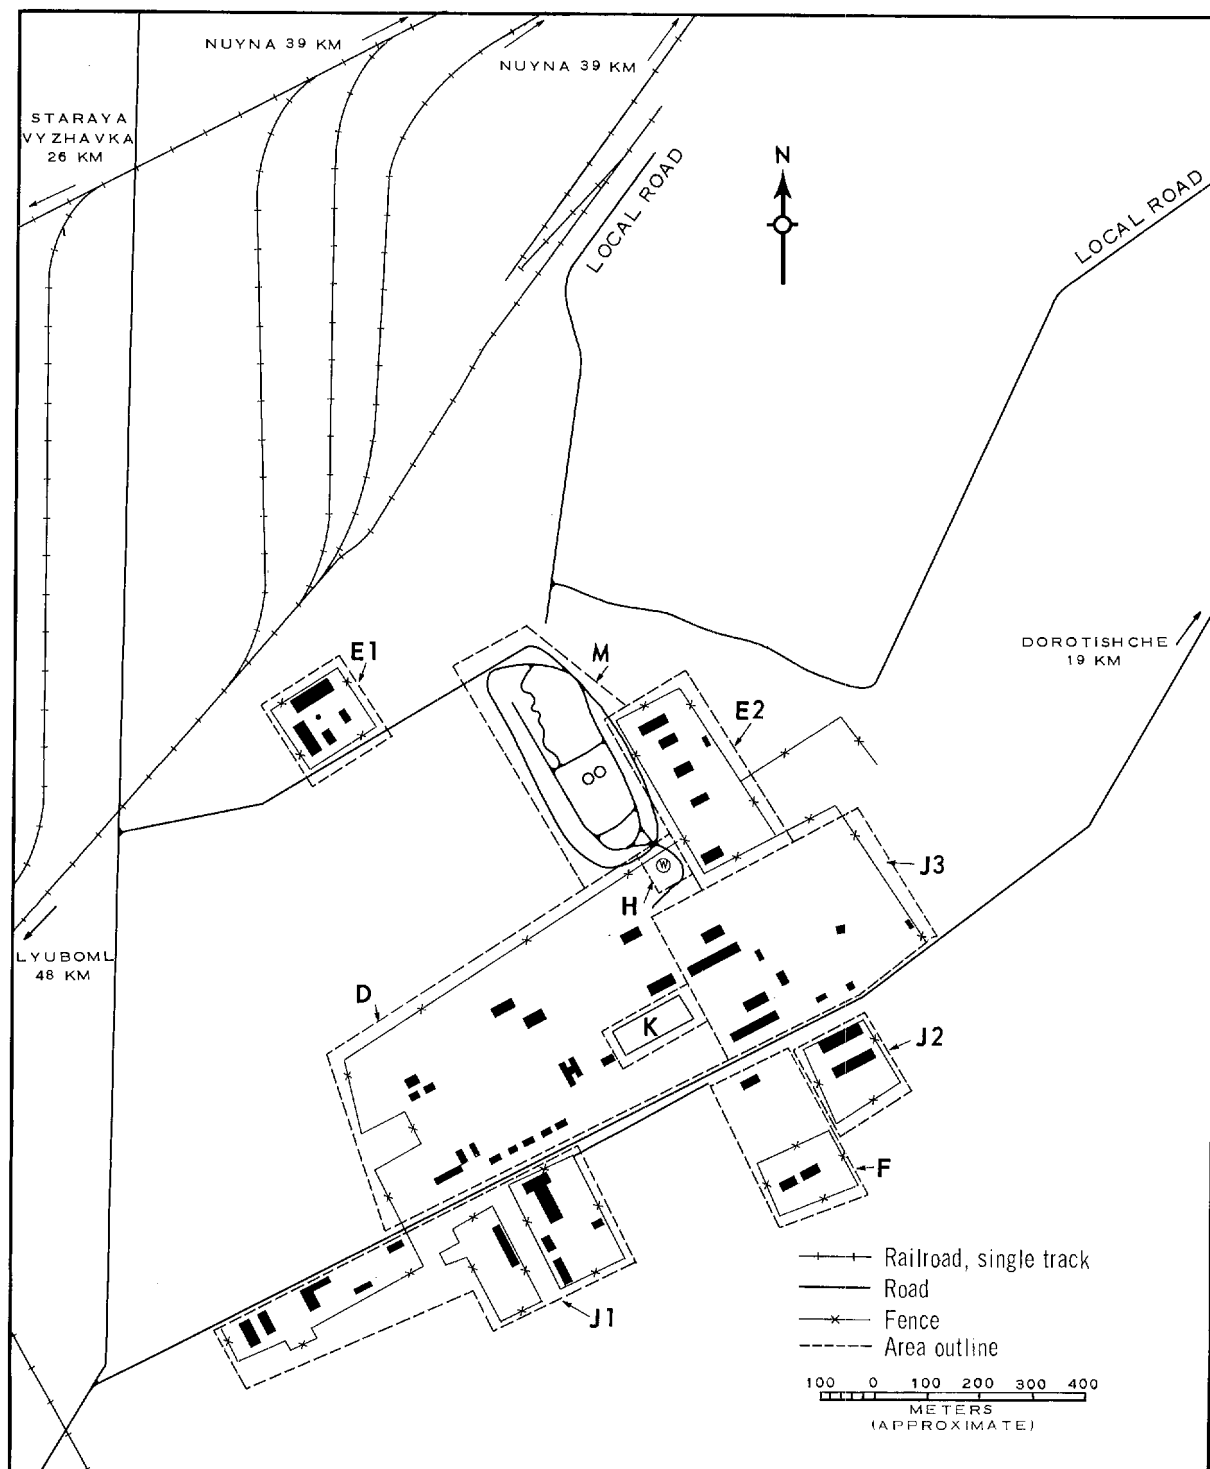 NUYNA 39 KM
NUYNA 39 KM
STARAYA
VYZHAVKA
26 KM
N
LOCAL ROAD
LOCAL ROAD
DOROTISHCHE
19 KM
E1
M
E2
J3
W
H
LYUBOML
48 KM
D
K
J2
F
J1
Railroad, single track
Road
Fence
Area outline
100 0 100 200 300 400
METERS
(APPROXIMATE)